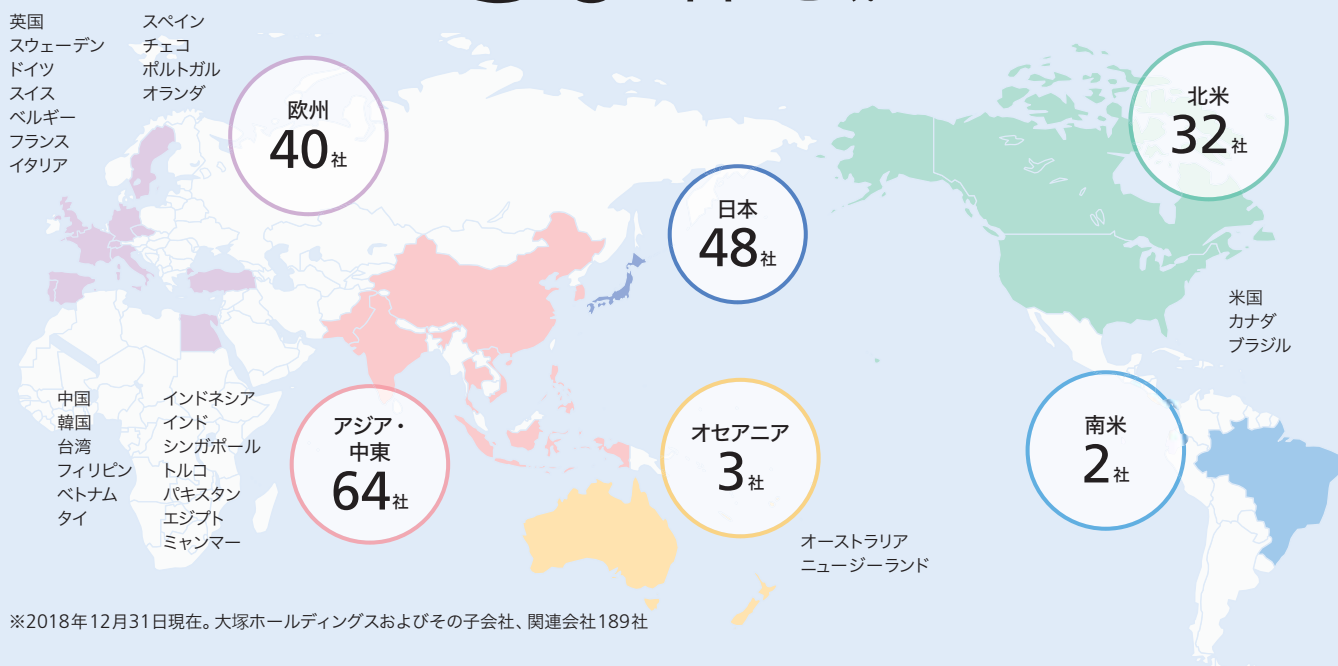 英国
スウェーデン
ドイツ
スイス
ベルギー
フランス
イタリア
スペイン
チェコ
ポルトガル
オランダ
欧州
40社
日本
48社
北米
32社
米国
カナダ
ブラジル
中国
韓国
台湾
フィリピン
ベトナム
タイ
インドネシア
インド
シンガポール
トルコ
パキスタン
エジプト
ミャンマー
アジア・
中東
64社
オセアニア
3社
オーストラリア
ニュージーランド
南米
2社
※2018年12月31日現在。大塚ホールディングスおよびその子会社、関連会社189社